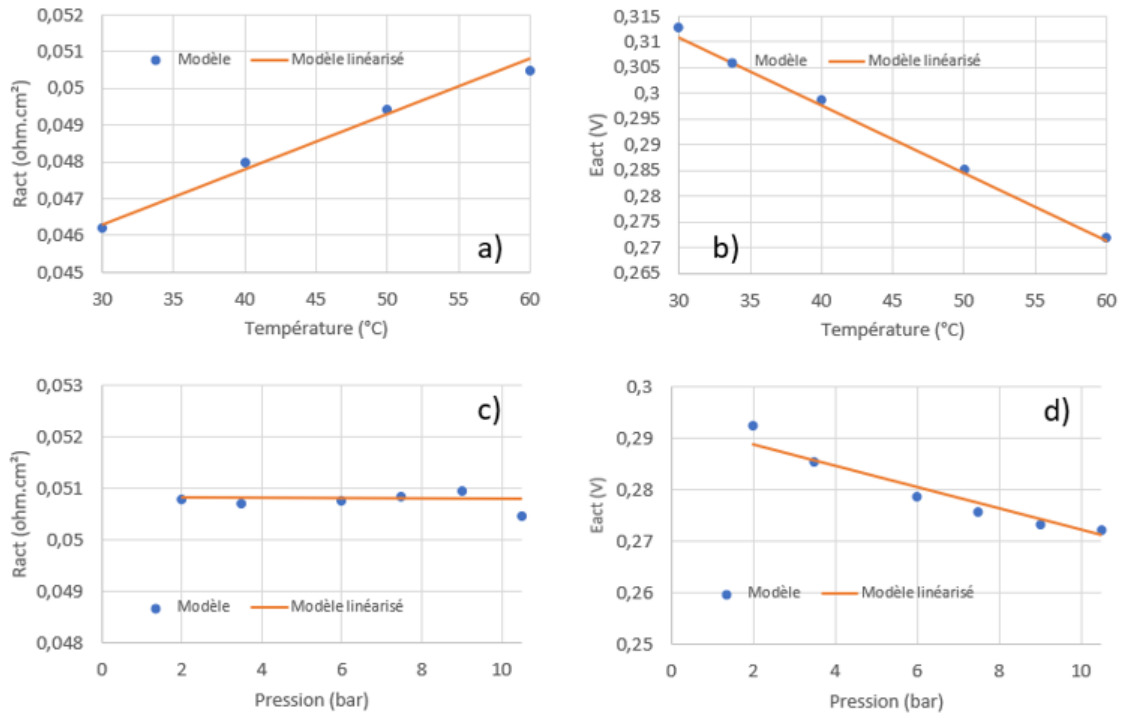 0,052
0,051
0,05
0,049
0,048
0,047
0,046
0,045
Ract (ohm.cm²)
Modèle
Modèle linéarisé
a)
30 35 40 45 50 55 60
Température (°C)
0,315
0,31
0,305
0,3
0,295
0,29
0,285
0,28
0,275
0,27
0,265
Eact (V)
Modèle
Modèle linéarisé
b)
30 35 40 45 50 55 60
Température (°C)
0,053
0,052
0,051
0,05
0,049
0,048
Ract (ohm.cm²)
c)
Modèle
Modèle linéarisé
0 2 4 6 8 10
Pression (bar)
0,3
0,29
0,28
0,27
0,26
0,25
Eact (V)
d)
Modèle
Modèle linéarisé
0 2 4 6 8 10
Pression (bar)